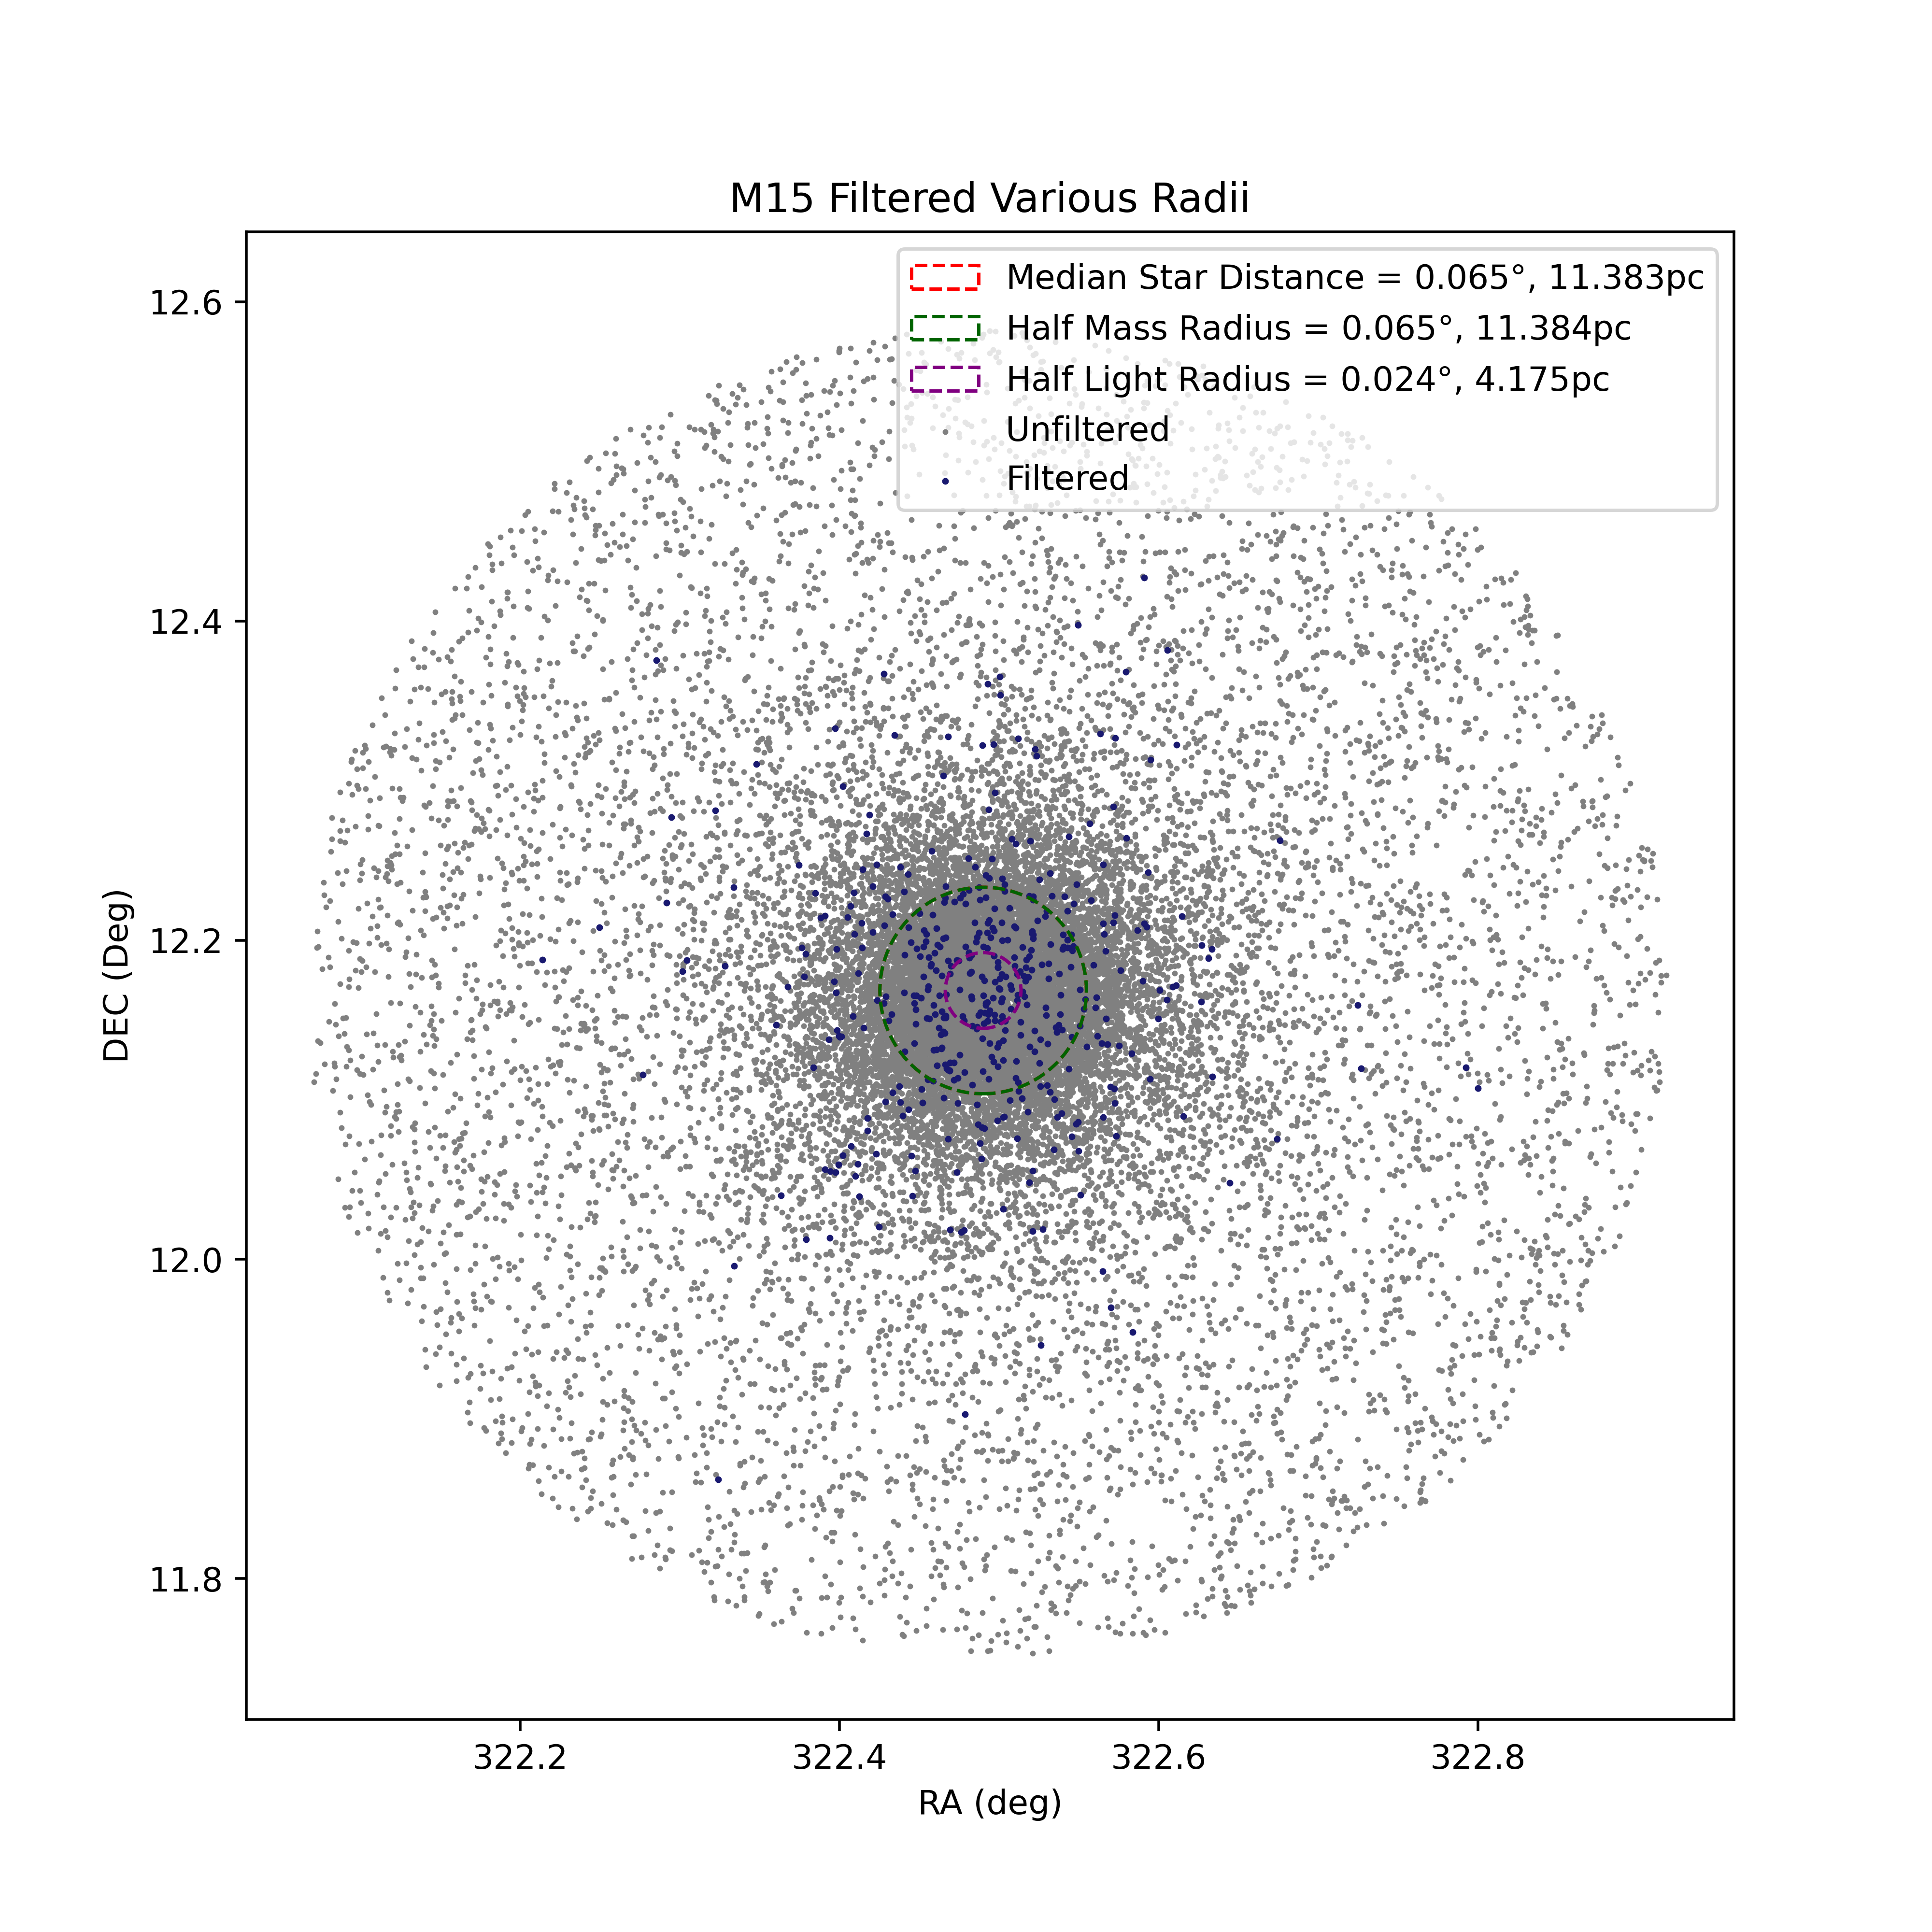 M15 Filtered Various Radii
Median Star Distance = 0.065°, 11.383pc
Half Mass Radius = 0.065°, 11.384pc
Half Light Radius = 0.024°, 4.175pc
Unfiltered
Filtered
12.6
12.4
12.2
12.0
11.8
DEC (Deg)
322.2 322.4 322.6 322.8
RA (deg)